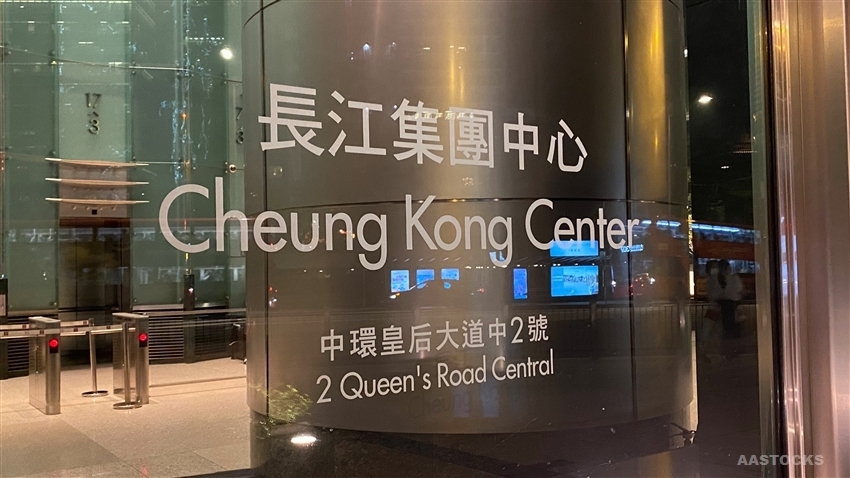 長江集團中心
Cheung Kong Center
中環皇后大道中2號
2 Queen's Road Central
AASTOCKS